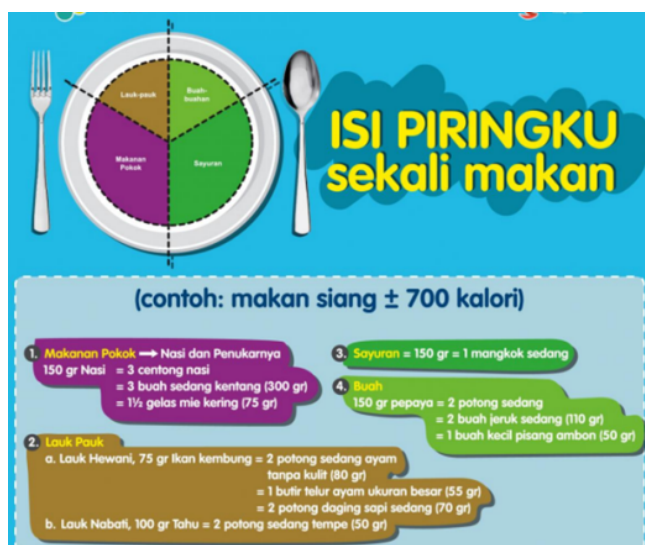 Lauk-pauk
Buah-
buahan
Makanan
Pokok
Sayuran
ISI PIRINGKU
sekali makan
(contoh: makan siang ± 700 kalori)
1. Makanan Pokok → Nasi dan Penukarnya
150 gr Nasi = 3 centong nasi
= 3 buah sedang kentang (300 gr)
= 1½ gelas mie kering (75 gr)
2. Lauk Pauk
a. Lauk Hewani, 75 gr Ikan kembung = 2 potong sedang ayam
tanpa kulit (80 gr)
= 1 butir telur ayam ukuran besar (55 gr)
= 2 potong daging sapi sedang (70 gr)
b. Lauk Nabati, 100 gr Tahu = 2 potong sedang tempe (50 gr)
3. Sayuran = 150 gr = 1 mangkok sedang
4. Buah
150 gr pepaya = 2 potong sedang
= 2 buah jeruk sedang (110 gr)
= 1 buah kecil pisang ambon (50 gr)